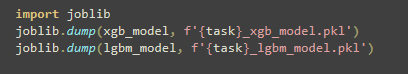 import joblib
joblib.dump(xgb_model, f'{task}_xgb_model.pkl')
joblib.dump(lgbm_model, f'{task}_lgbm_model.pkl')